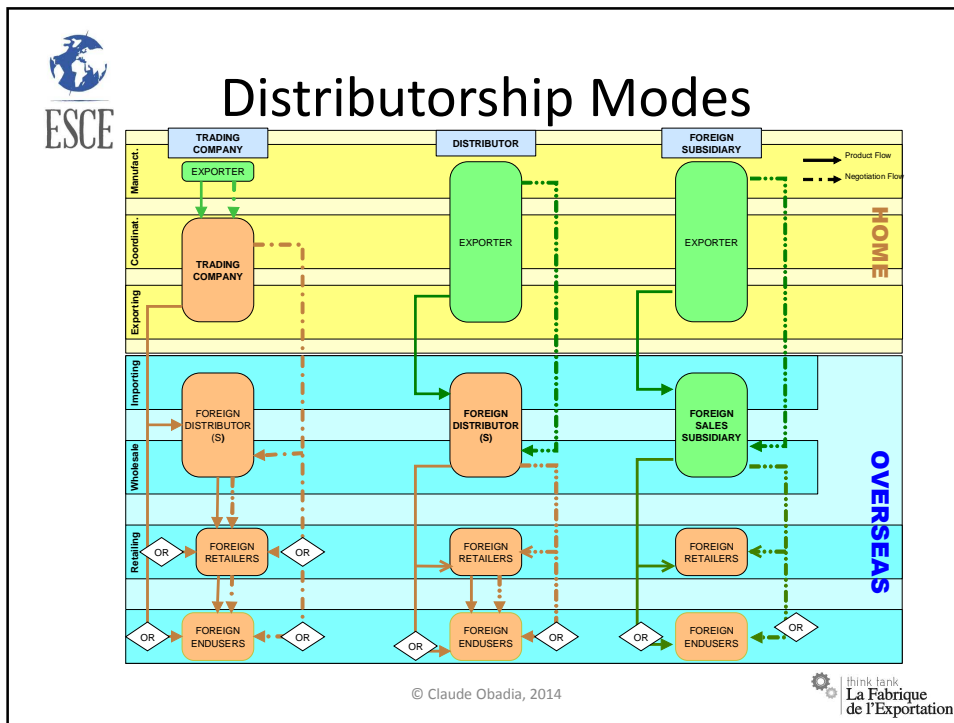 ESCE
Distributorship Modes
TRADING
COMPANY
DISTRIBUTOR
FOREIGN
SUBSIDIARY
Product Flow
Negotiation Flow
Manufact.
EXPORTER
HOME
Coordinat.
TRADING
COMPANY
EXPORTER
EXPORTER
Exporting
Importing
FOREIGN
DISTRIBUTOR
(S)
FOREIGN
DISTRIBUTOR
(S)
FOREIGN
SALES
SUBSIDIARY
Wholesale
OVERSEAS
Retailing
OR
FOREIGN
RETAILERS
OR
FOREIGN
RETAILERS
FOREIGN
RETAILERS
OR
FOREIGN
ENDUSERS
OR
OR
FOREIGN
ENDUSERS
OR
OR
FOREIGN
ENDUSERS
OR
© Claude Obadia, 2014
think tank
La Fabrique
de l'Exportation